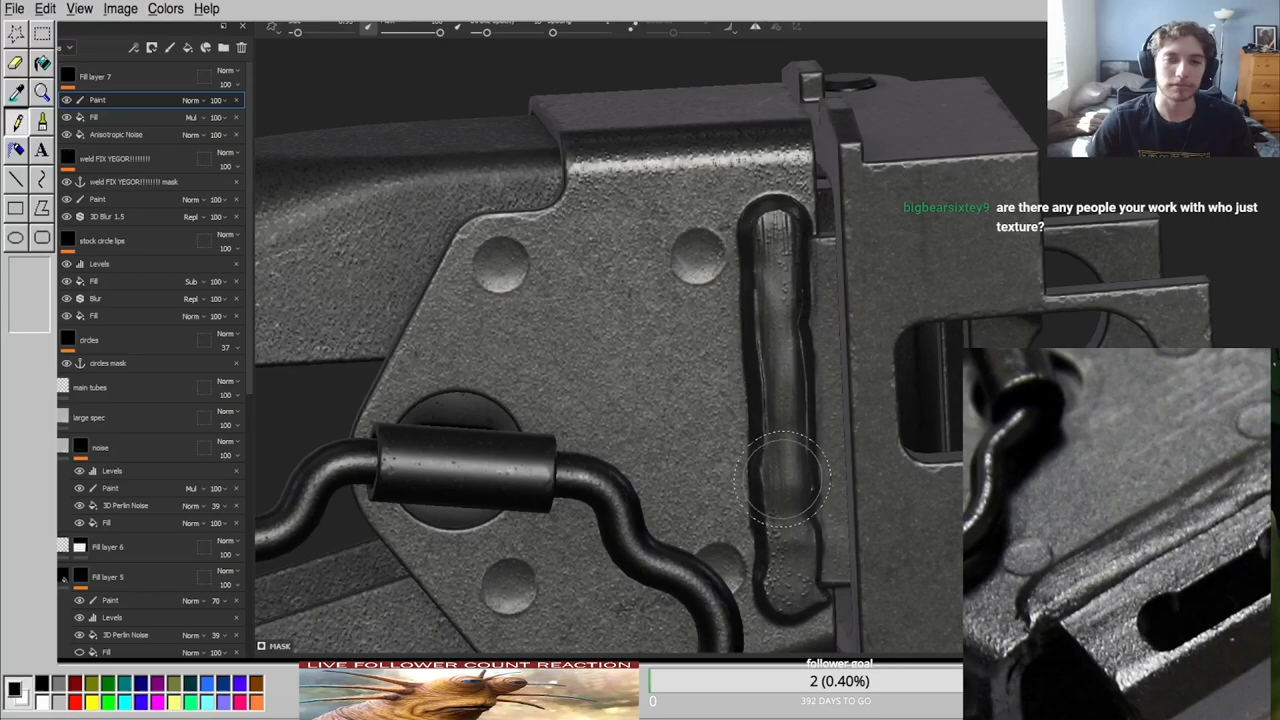 File Edit View Image Colors Help
Norm
Fill layer 7
100
Paint Norm 100
Fill Mul 100
Anisotropic Noise Norm 100
Norm
weld FIX YEGOR!!!!!!!!
100
weld FIX YEGOR!!!!!!!! mask
Paint Norm 100
3D Blur 1.5 Repl 100
Norm
stock circle lips
100
Levels
Fill Sub 100
Blur Repl 100
Fill Norm 100
Norm
circles
37
circles mask
Norm
main tubes
100
Norm
large spec
100
Norm
noise
100
Levels
Paint Mul 100
3D Perlin Noise Norm 39
Fill Norm 100
Norm
Fill layer 6
100
Norm
Fill layer 5
100
Paint Norm 70
Levels
3D Perlin Noise Norm 39
Fill Norm 100
MASK
bigbearsixtey9 are there any people your work with who just
texture?
LIVE FOLLOWER COUNT REACTION
follower goal
2 (0.40%)
0
392 DAYS TO GO